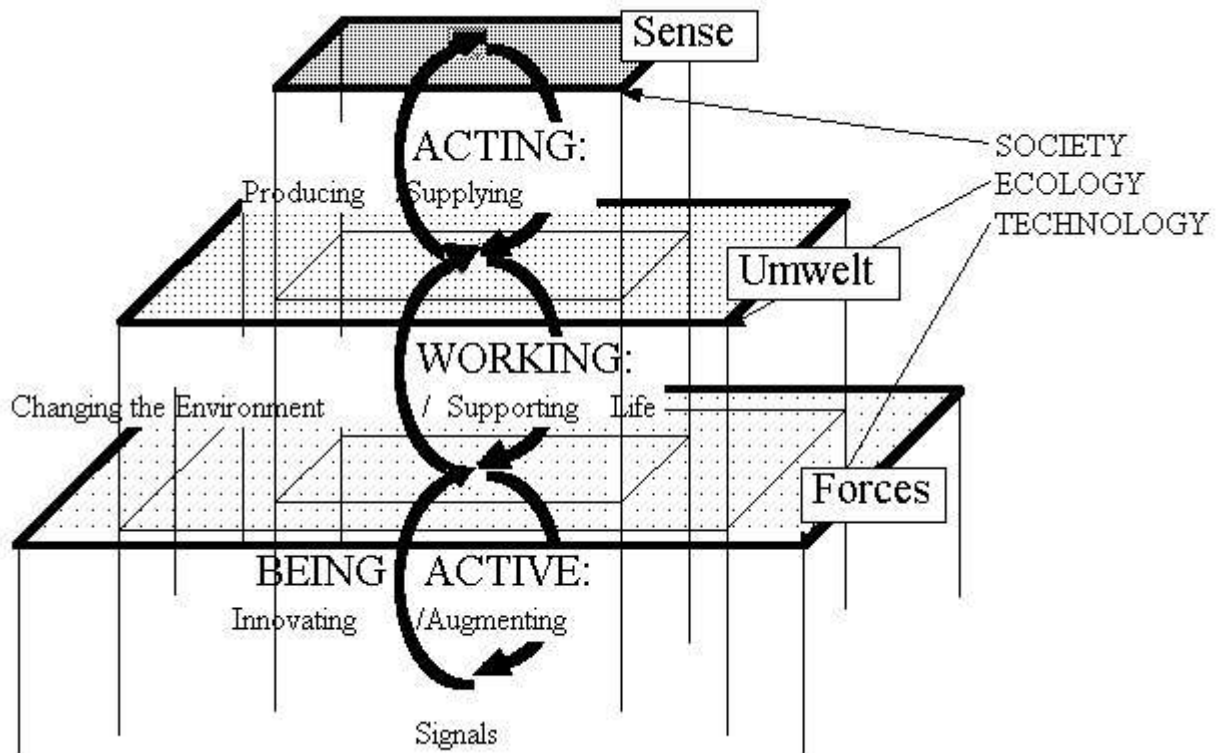 Sense
ACTING:
SOCIETY
Producing /Supplying
ECOLOGY
TECHNOLOGY
Umwelt
WORKING:
Changing the Environment / Supporting Life
Forces
BEING ACTIVE:
Innovating /Augmenting
Signals